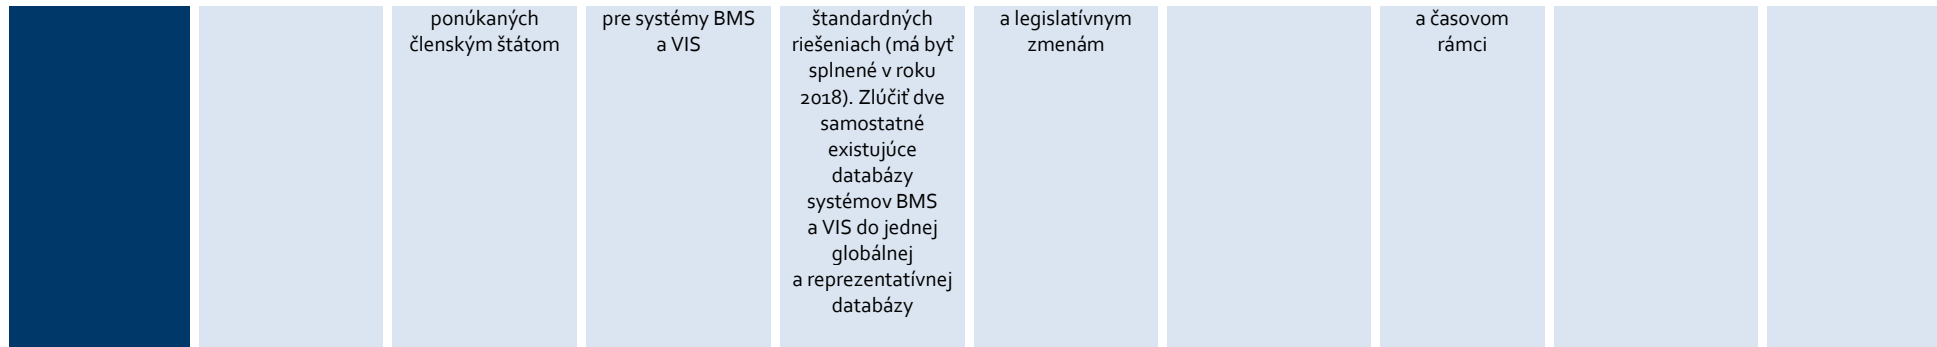 ponúkaných
členským štátom
pre systémy BMS
a VIS
štandardných
riešeniach (má byť
splnené v roku
2018). Zlúčiť dve
samostatné
existujúce
databázy
systémov BMS
a VIS do jednej
globálnej
a reprezentatívnej
databázy
a legislatívnym
zmenám
a časovom
rámci